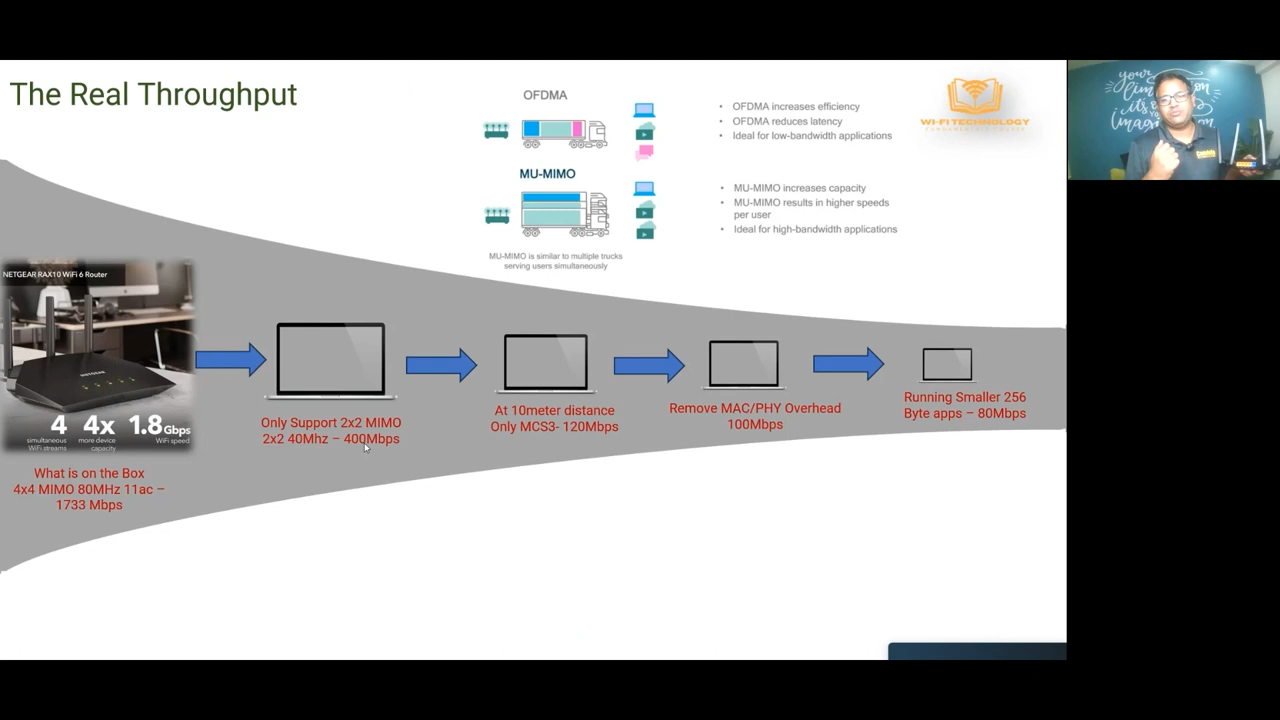 The Real Throughput
OFDMA
OFDMA increases efficiency
OFDMA reduces latency
Ideal for low-bandwidth applications
WI-FI TECHNOLOGY
FUNDAMENTALS COURSE
MU-MIMO
MU-MIMO increases capacity
MU-MIMO results in higher speeds
per user
Ideal for high-bandwidth applications
MU-MIMO is similar to multiple trucks
serving users simultaneously
your
NETGEAR RAX10 WiFi 6 Router
NETGEAR
4 4x 1.8Gbps
simultaneous more device WiFi speed
WiFi streams capacity
What is on the Box
4x4 MIMO 80MHz 11ac –
1733 Mbps
Only Support 2x2 MIMO
2x2 40Mhz – 400Mbps
At 10meter distance
Only MCS3- 120Mbps
Remove MAC/PHY Overhead
100Mbps
Running Smaller 256
Byte apps – 80Mbps